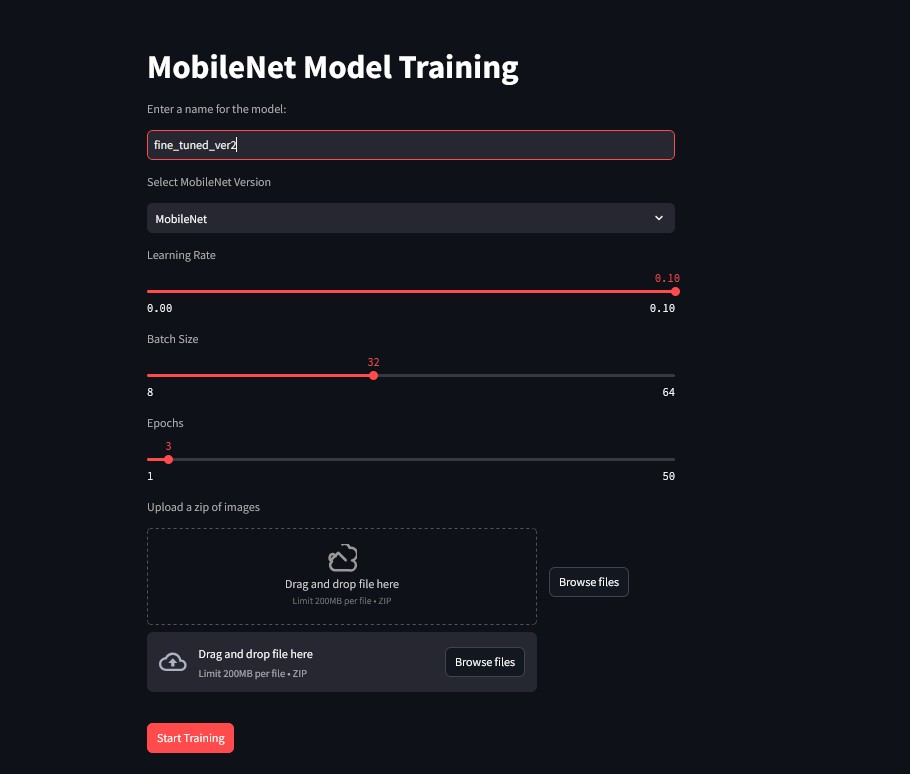 MobileNet Model Training
Enter a name for the model:
fine_tuned_ver2
Select MobileNet Version
MobileNet
Learning Rate
0.10
0.00 0.10
Batch Size
32
8 64
Epochs
3
1 50
Upload a zip of images
Drag and drop file here
Limit 200MB per file • ZIP
Browse files
Drag and drop file here
Limit 200MB per file • ZIP
Browse files
Start Training